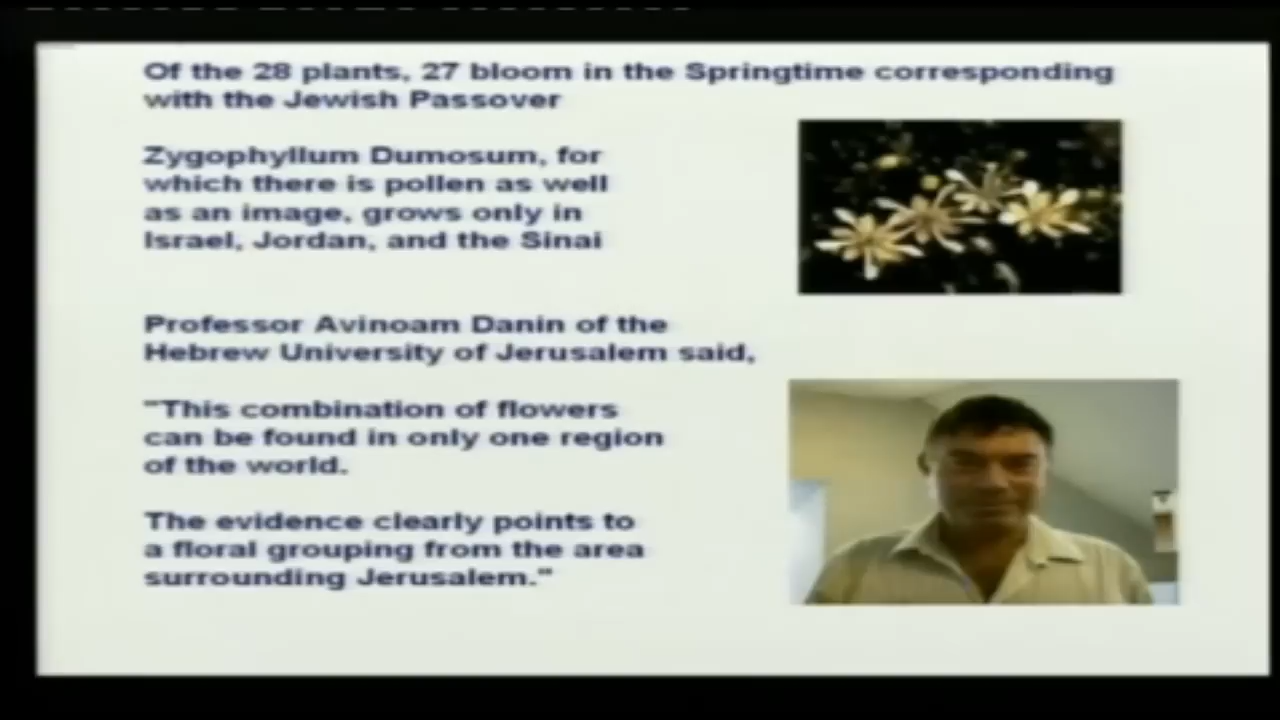 Of the 28 plants, 27 bloom in the Springtime corresponding
with the Jewish Passover
Zygophyllum Dumosum, for
which there is pollen as well
as an image, grows only in
Israel, Jordan, and the Sinai
Professor Avinoam Danin of the
Hebrew University of Jerusalem said,
"This combination of flowers
can be found in only one region
of the world.
The evidence clearly points to
a floral grouping from the area
surrounding Jerusalem."